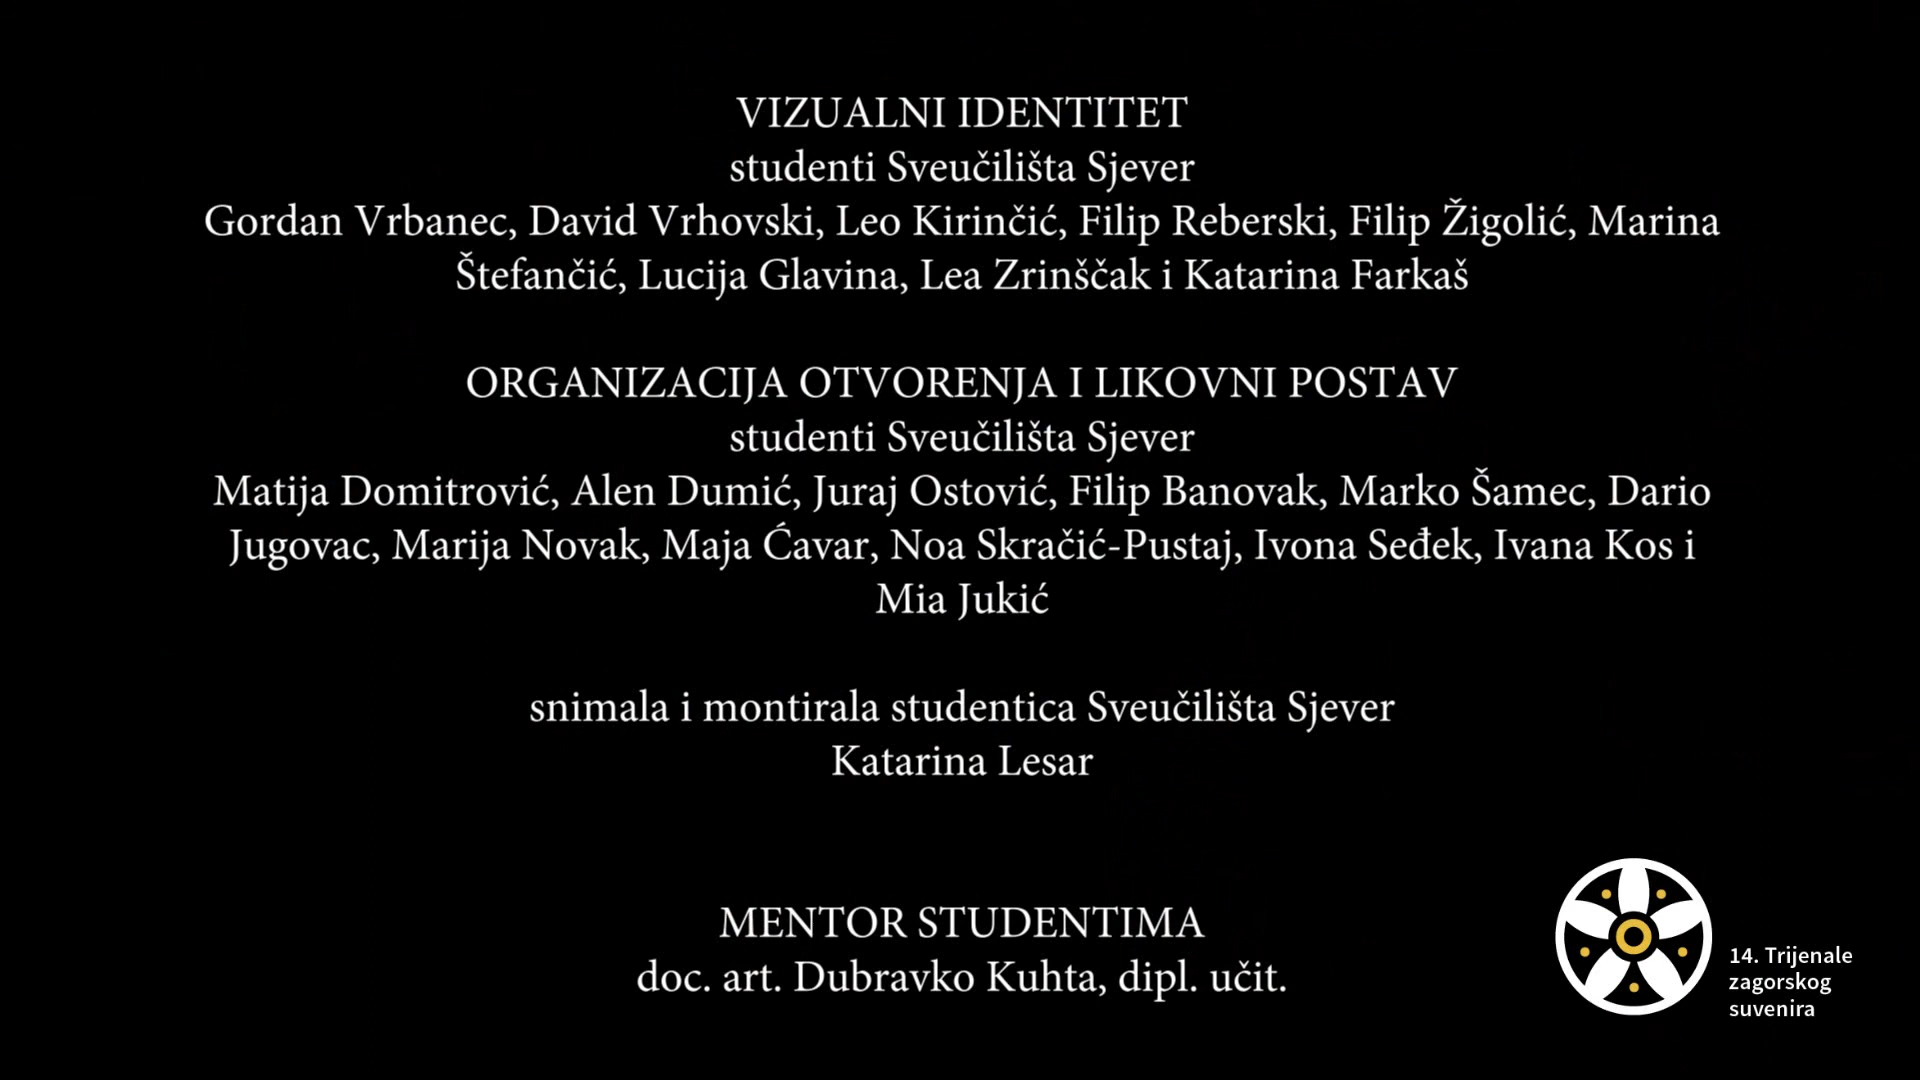 VIZUALNI IDENTITET
studenti Sveučilišta Sjever
Gordan Vrbanec, David Vrhovski, Leo Kirinčić, Filip Reberski, Filip Žigolić, Marina
Štefančić, Lucija Glavina, Lea Zrinščak i Katarina Farkaš
ORGANIZACIJA OTVORENJA I LIKOVNI POSTAV
studenti Sveučilišta Sjever
Matija Domitrović, Alen Dumić, Juraj Ostović, Filip Banovak, Marko Šamec, Dario
Jugovac, Marija Novak, Maja Ćavar, Noa Skračić-Pustaj, Ivona Seđek, Ivana Kos i
Mia Jukić
snimala i montirala studentica Sveučilišta Sjever
Katarina Lesar
MENTOR STUDENTIMA
doc. art. Dubravko Kuhta, dipl. učit.
14. Trijenale
zagorskog
suvenira